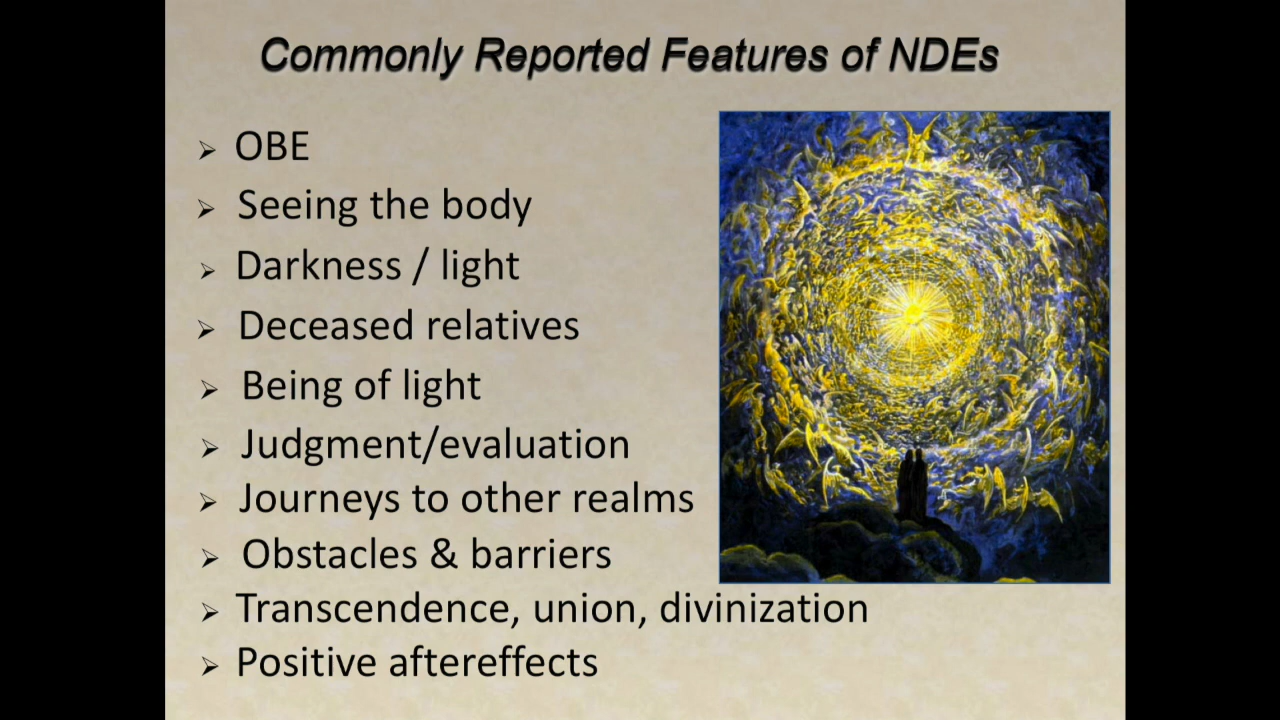 Commonly Reported Features of NDEs
➢ OBE
➢ Seeing the body
➢ Darkness / light
➢ Deceased relatives
➢ Being of light
➢ Judgment/evaluation
➢ Journeys to other realms
➢ Obstacles & barriers
➢ Transcendence, union, divinization
➢ Positive aftereffects